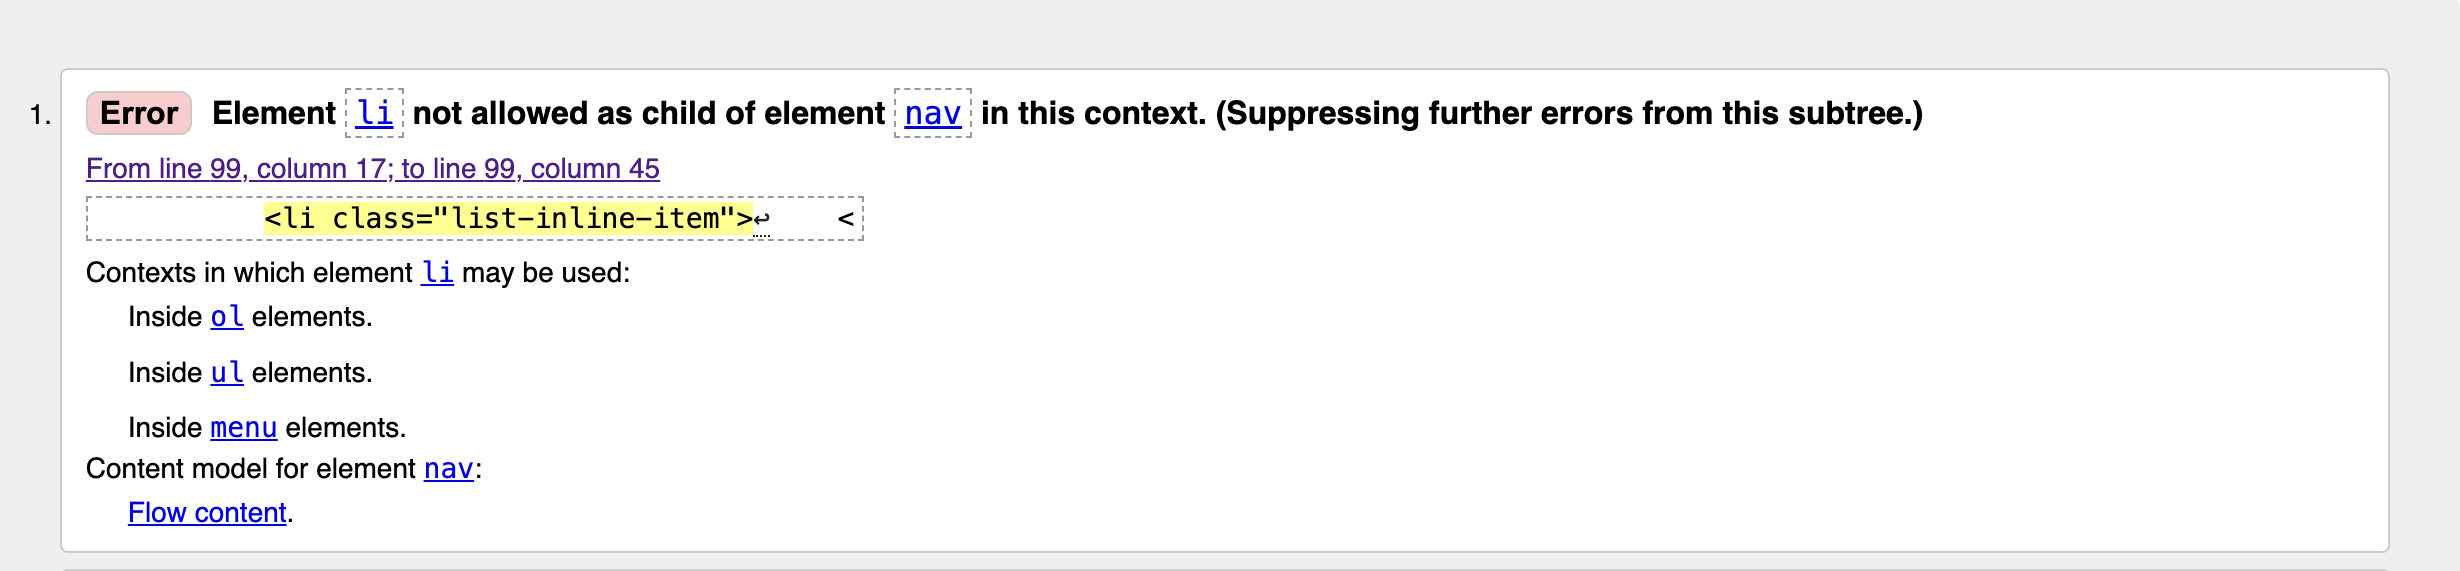 1. Error Element li not allowed as child of element nav in this context. (Suppressing further errors from this subtree.)
From line 99, column 17; to line 99, column 45
<li class="list-inline-item">↩ <
Contexts in which element li may be used:
Inside ol elements.
Inside ul elements.
Inside menu elements.
Content model for element nav:
Flow content.